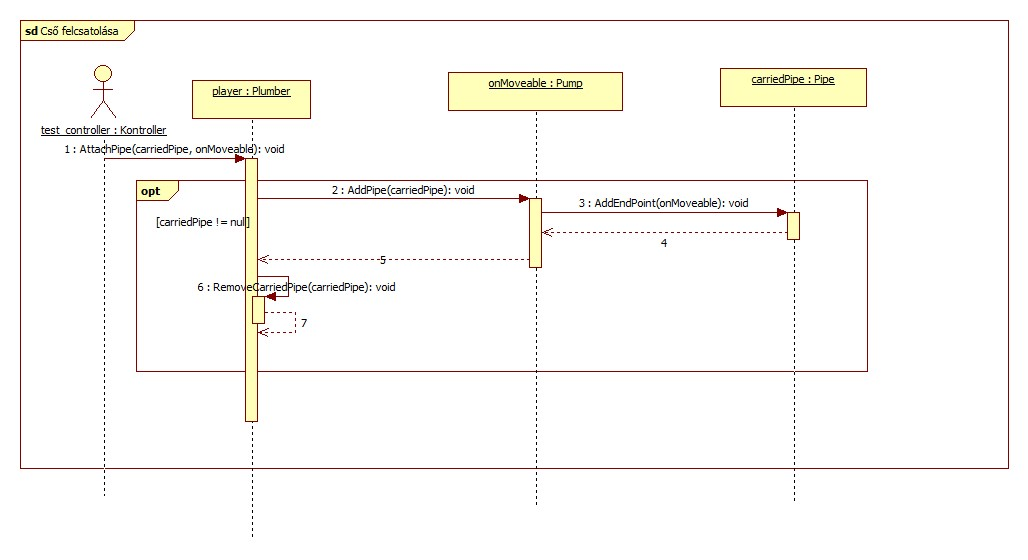 sd Cső felcsatolása
test_controller : Kontroller
player : Plumber
onMoveable : Pump
carriedPipe : Pipe
1 : AttachPipe(carriedPipe, onMoveable): void
opt
2 : AddPipe(carriedPipe): void
3 : AddEndPoint(onMoveable): void
[carriedPipe != nul]
4
5
6 : RemoveCarriedPipe(carriedPipe): void
7